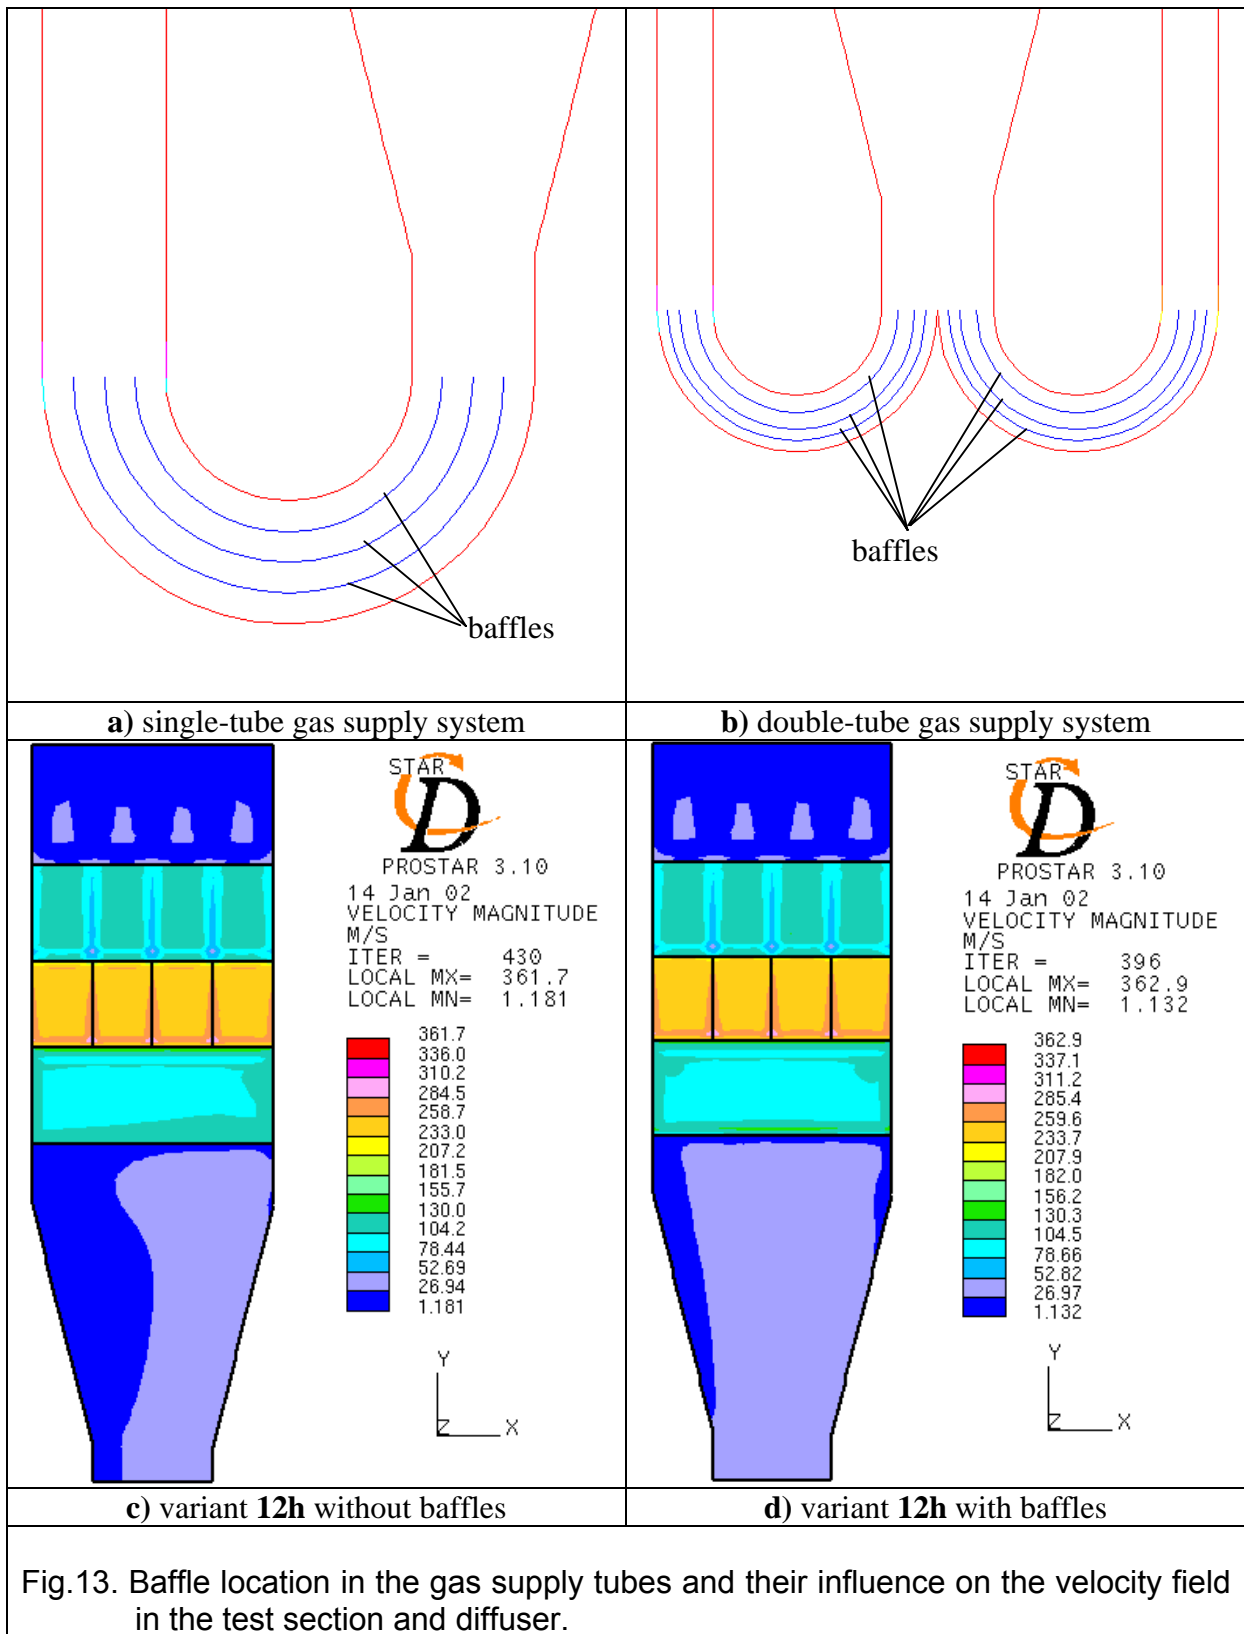 baffles
baffles
a) single-tube gas supply system
b) double-tube gas supply system
STAR
D
PROSTAR 3.10
14 Jan 02
VELOCITY MAGNITUDE
M/S
ITER = 430
LOCAL MX= 361.7
LOCAL MN= 1.181
361.7
336.0
310.2
284.5
258.7
233.0
207.2
181.5
155.7
130.0
104.2
78.44
52.69
26.94
1.181
Y
Z
X
STAR
D
PROSTAR 3.10
14 Jan 02
VELOCITY MAGNITUDE
M/S
ITER = 396
LOCAL MX= 362.9
LOCAL MN= 1.132
362.9
337.1
311.2
285.4
259.6
233.7
207.9
182.0
156.2
130.3
104.5
78.66
52.82
26.97
1.132
Y
Z
X
c) variant 12h without baffles
d) variant 12h with baffles
Fig.13. Baffle location in the gas supply tubes and their influence on the velocity field
in the test section and diffuser.